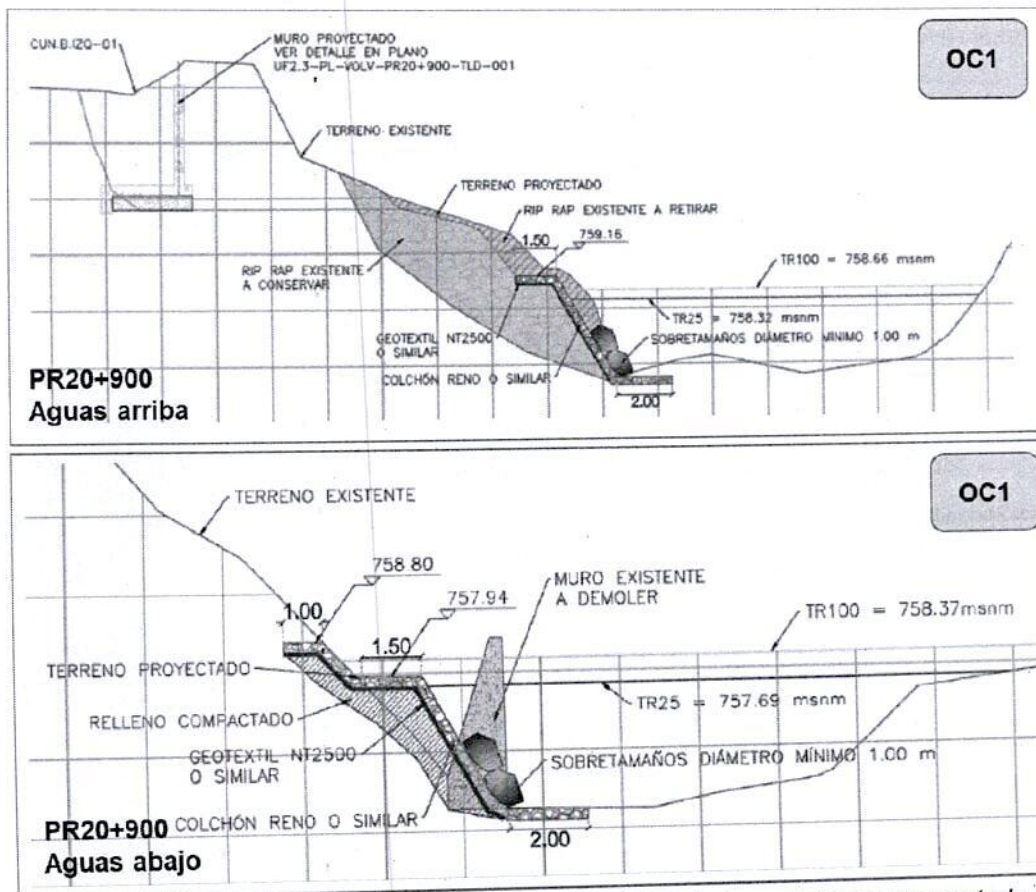 CUN.B.IZQ-01
MURO PROYECTADO
VER DETALLE EN PLANO
UF2.3-PL-VOLV-PR20+900-TLD-001
OC1
TERRENO EXISTENTE
TERRENO PROYECTADO
RIP RAP EXISTENTE A RETIRAR
1.50
759.16
RIP RAP EXISTENTE
A CONSERVAR
TR100 = 758.66 msnm
TR25 = 758.32 msnm
GEOTEXTIL NT2500
O SIMILAR
SOBRETAMAÑOS DIÁMETRO MÍNIMO 1.00 m
COLCHÓN RENO O SIMILAR
2.00
PR20+900
Aguas arriba
OC1
TERRENO EXISTENTE
758.80
757.94
MURO EXISTENTE
A DEMOLER
1.00
1.50
TR100 = 758.37msnm
TERRENO PROYECTADO
RELLENO COMPACTADO
TR25 = 757.69 msnm
GEOTEXTIL NT2500
O SIMILAR
SOBRETAMAÑOS DIÁMETRO MÍNIMO 1.00 m
COLCHÓN RENO O SIMILAR
2.00
PR20+900
Aguas abajo